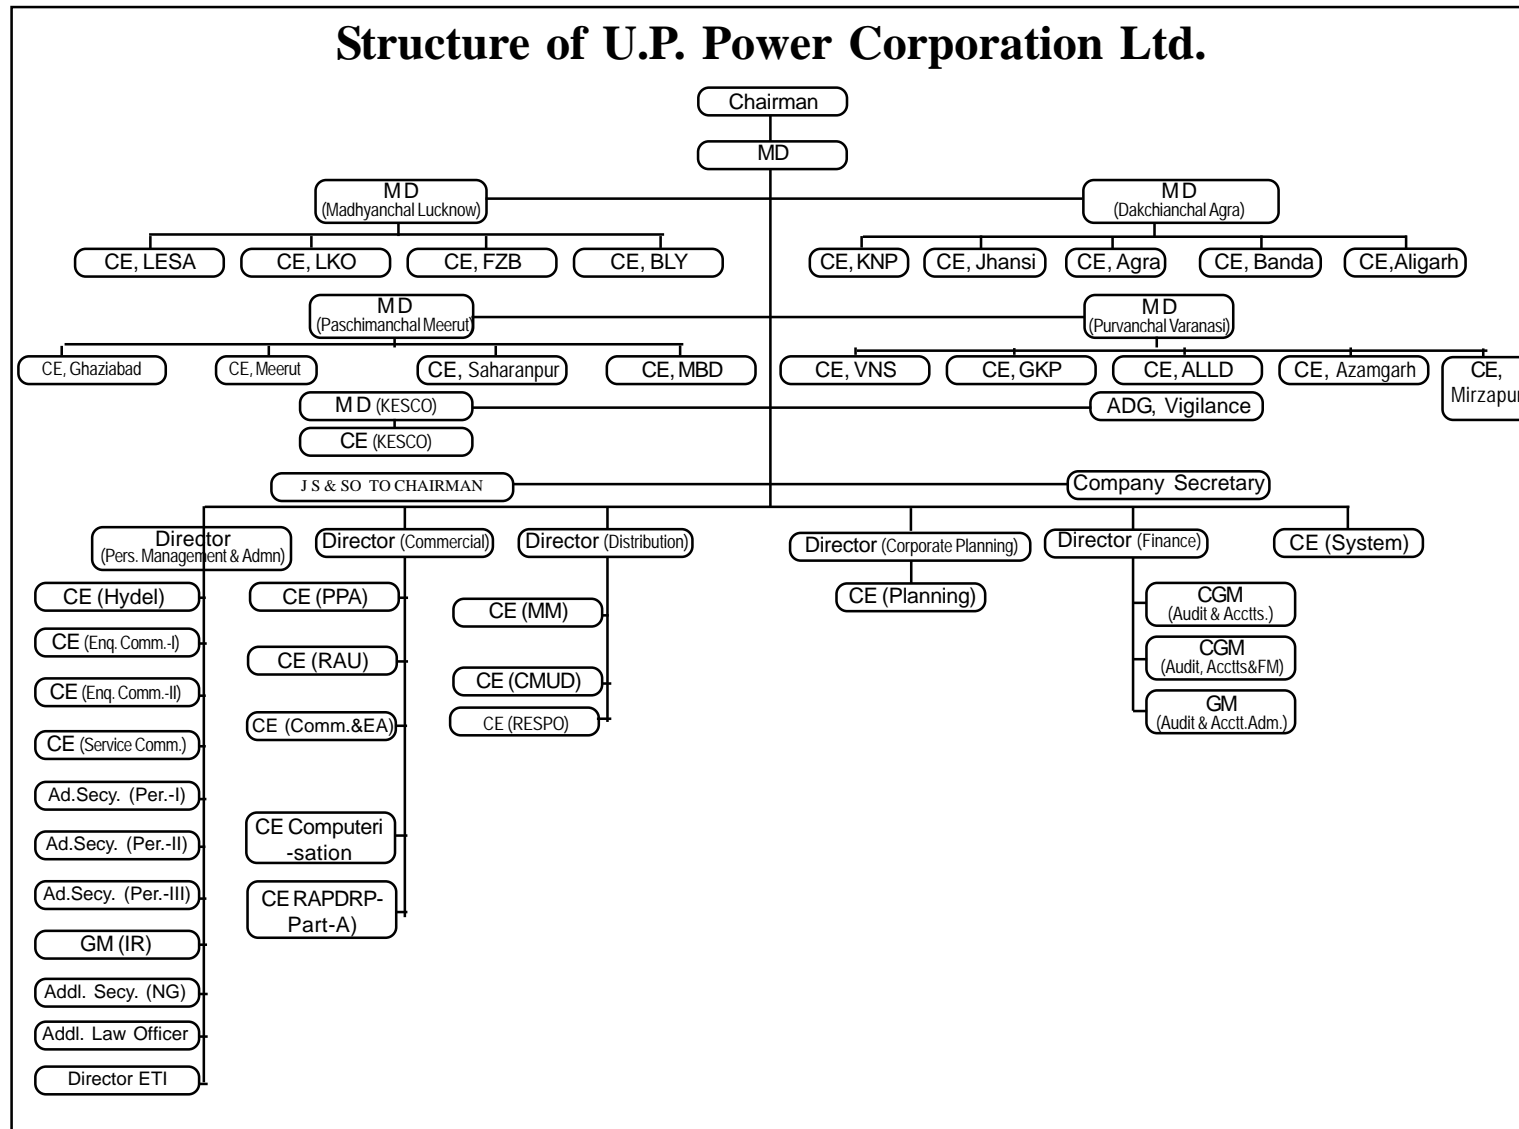 Structure of U.P. Power Corporation Ltd.
Chairman
MD
MD
(Madhyanchal Lucknow)
MD
(Dakchianchal Agra)
CE, LESA
CE, LKO
CE, FZB
CE, BLY
CE, KNP
CE, Jhansi
CE, Agra
CE, Banda
CE,Aligarh
MD
(Paschimanchal Meerut)
MD
(Purvanchal Varanasi)
CE, Ghaziabad
CE, Meerut
CE, Saharanpur
CE, MBD
CE, VNS
CE, GKP
CE, ALLD
CE, Azamgarh
CE,
Mirzapur
MD (KESCO)
ADG, Vigilance
CE (KESCO)
J S & SO TO CHAIRMAN
Company Secretary
Director
(Pers. Management & Admn)
Director (Commercial)
Director (Distribution)
Director (Corporate Planning)
Director (Finance)
CE (System)
CE (Hydel)
CE (Enq. Comm.-I)
CE (Enq. Comm.-II)
CE (Service Comm.)
Ad.Secy. (Per.-I)
Ad.Secy. (Per.-II)
Ad.Secy. (Per.-III)
GM (IR)
Addl. Secy. (NG)
Addl. Law Officer
Director ETI
CE (PPA)
CE (RAU)
CE (Comm.&EA)
CE Computeri
-sation
CE RAPDRP-
Part-A)
CE (MM)
CE (CMUD)
CE (RESPO)
CE (Planning)
CGM
(Audit & Acctts.)
CGM
(Audit, Acctts&FM)
GM
(Audit & Acctt.Adm.)